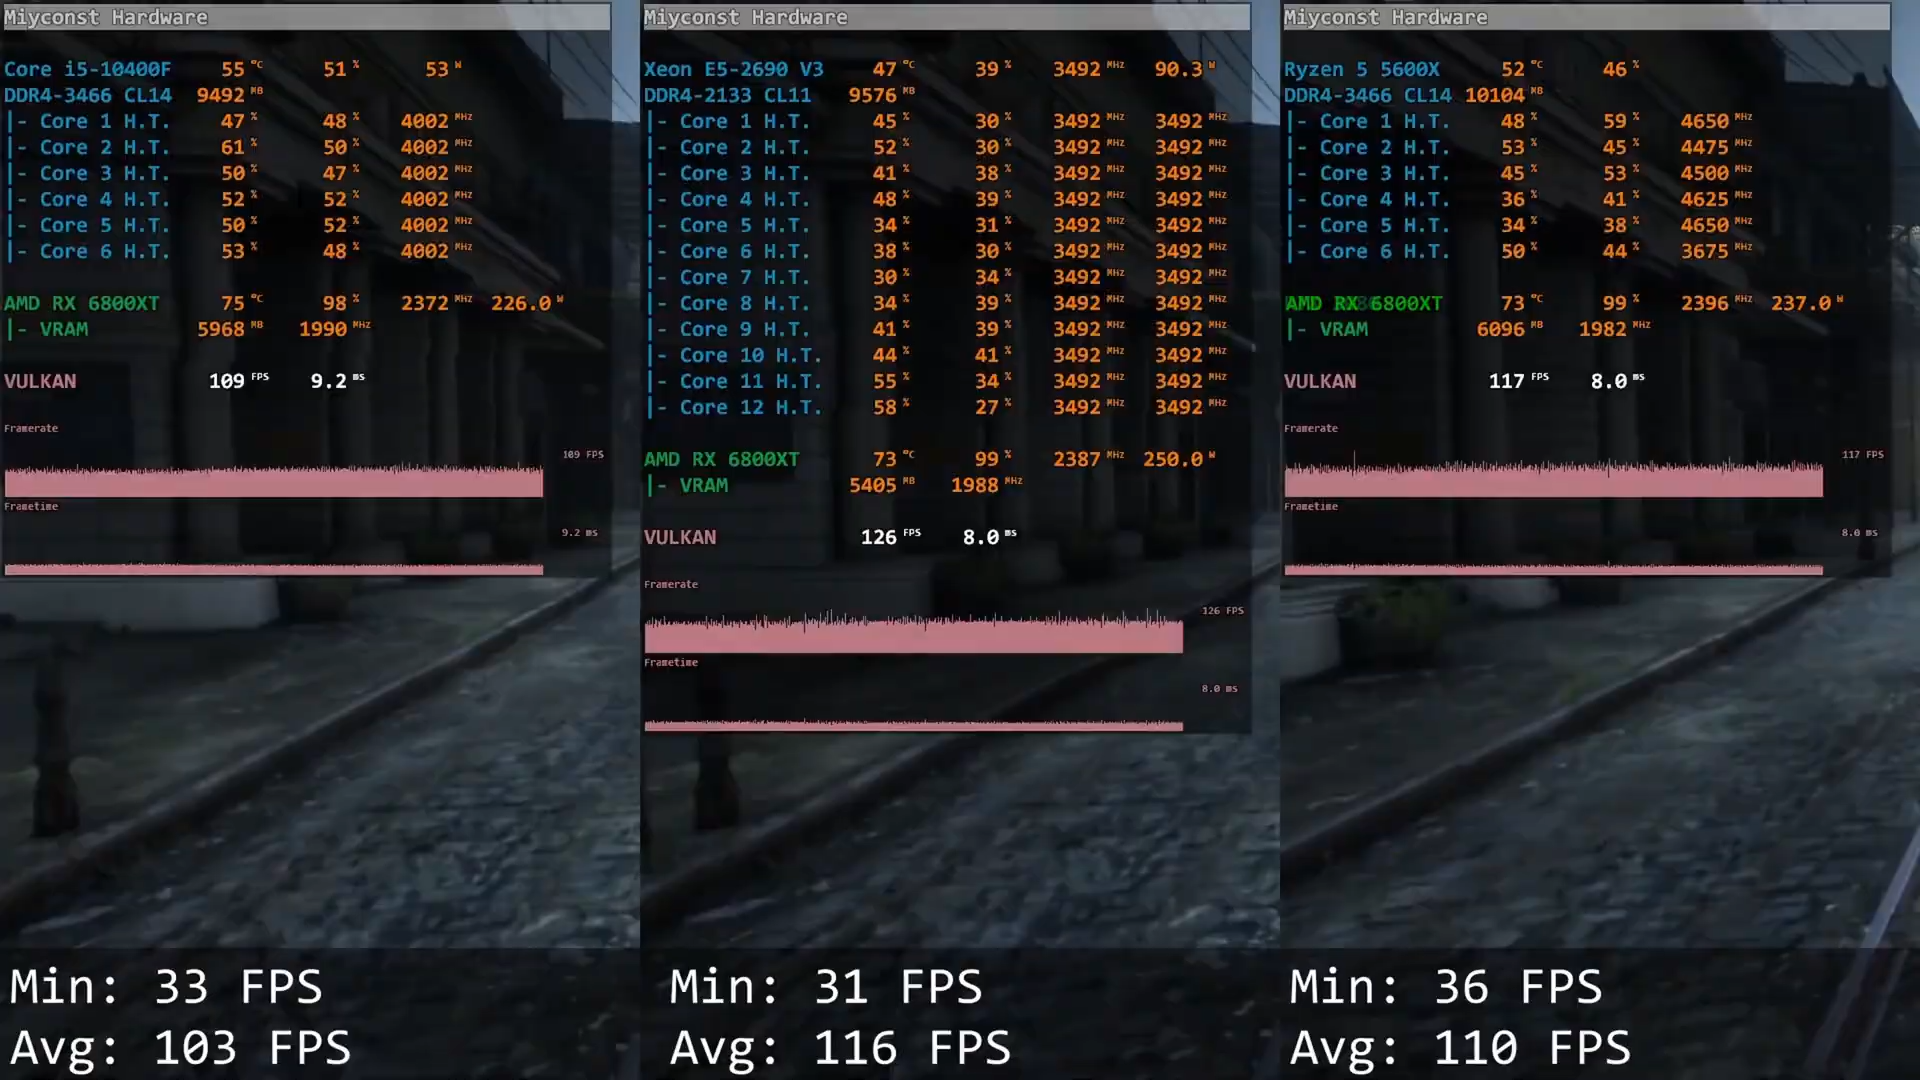 Miyconst Hardware
Core i5-10400F 55 °C 51 % 53 W
DDR4-3466 CL14 9492 MB
|- Core 1 H.T. 47 % 48 % 4002 MHz
|- Core 2 H.T. 61 % 50 % 4002 MHz
|- Core 3 H.T. 50 % 47 % 4002 MHz
|- Core 4 H.T. 52 % 52 % 4002 MHz
|- Core 5 H.T. 50 % 52 % 4002 MHz
|- Core 6 H.T. 53 % 48 % 4002 MHz
AMD RX 6800XT 75 °C 98 % 2372 MHz 226.0 W
|- VRAM 5968 MB 1990 MHz
VULKAN 109 FPS 9.2 ms
Framerate
109 FPS
Frametime
9.2 ms
Min: 33 FPS
Avg: 103 FPS
Miyconst Hardware
Xeon E5-2690 V3 47 °C 39 % 3492 MHz 90.3 W
DDR4-2133 CL11 9576 MB
|- Core 1 H.T. 45 % 30 % 3492 MHz 3492 MHz
|- Core 2 H.T. 52 % 30 % 3492 MHz 3492 MHz
|- Core 3 H.T. 41 % 38 % 3492 MHz 3492 MHz
|- Core 4 H.T. 48 % 39 % 3492 MHz 3492 MHz
|- Core 5 H.T. 34 % 31 % 3492 MHz 3492 MHz
|- Core 6 H.T. 38 % 30 % 3492 MHz 3492 MHz
|- Core 7 H.T. 30 % 34 % 3492 MHz 3492 MHz
|- Core 8 H.T. 34 % 39 % 3492 MHz 3492 MHz
|- Core 9 H.T. 41 % 39 % 3492 MHz 3492 MHz
|- Core 10 H.T. 44 % 41 % 3492 MHz 3492 MHz
|- Core 11 H.T. 55 % 34 % 3492 MHz 3492 MHz
|- Core 12 H.T. 58 % 27 % 3492 MHz 3492 MHz
AMD RX 6800XT 73 °C 99 % 2387 MHz 250.0 W
|- VRAM 5405 MB 1988 MHz
VULKAN 126 FPS 8.0 ms
Framerate
126 FPS
Frametime
8.0 ms
Min: 31 FPS
Avg: 116 FPS
Miyconst Hardware
Ryzen 5 5600X 52 °C 46 %
DDR4-3466 CL14 10104 MB
|- Core 1 H.T. 48 % 59 % 4650 MHz
|- Core 2 H.T. 53 % 45 % 4475 MHz
|- Core 3 H.T. 45 % 53 % 4500 MHz
|- Core 4 H.T. 36 % 41 % 4625 MHz
|- Core 5 H.T. 34 % 38 % 4650 MHz
|- Core 6 H.T. 50 % 44 % 3675 MHz
AMD RX 6800XT 73 °C 99 % 2396 MHz 237.0 W
|- VRAM 6096 MB 1982 MHz
VULKAN 117 FPS 8.0 ms
Framerate
117 FPS
Frametime
8.0 ms
Min: 36 FPS
Avg: 110 FPS